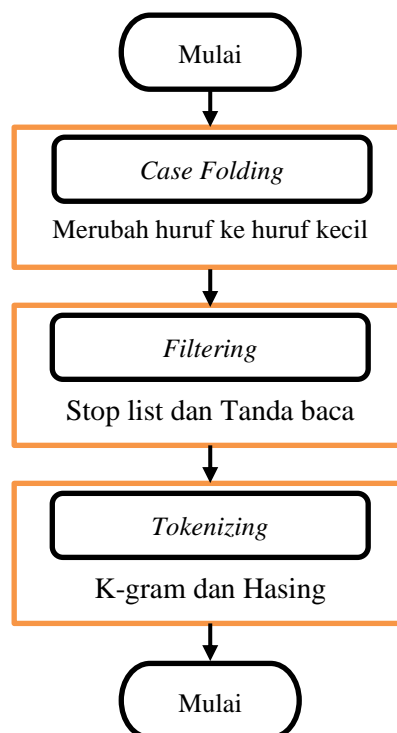 Mulai
Case Folding
Merubah huruf ke huruf kecil
Filtering
Stop list dan Tanda baca
Tokenizing
K-gram dan Hasing
Mulai